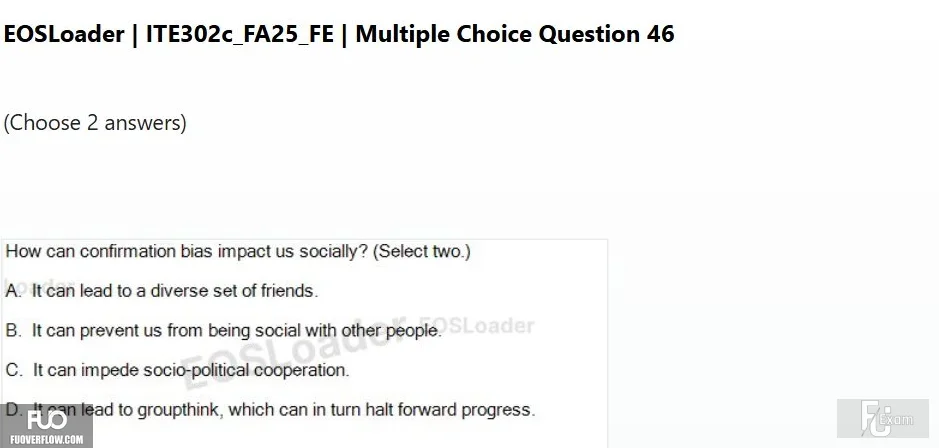 EOSLoader | ITE302c_FA25_FE | Multiple Choice Question 46
(Choose 2 answers)
How can confirmation bias impact us socially? (Select two.)
A. It can lead to a diverse set of friends.
B. It can prevent us from being social with other people.
EOSLoader
EOSLoader
C. It can impede socio-political cooperation.
D. It can lead to groupthink, which can in turn halt forward progress.
FUO
FUOVERFLOW.COM
Exam